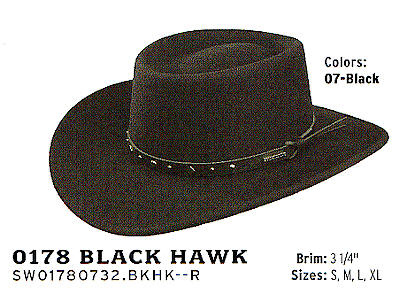 Colors:
07-Black
0178 BLACK HAWK
SW01780732.BKHK--R
Brim: 3 1/4"
Sizes: S, M, L, XL